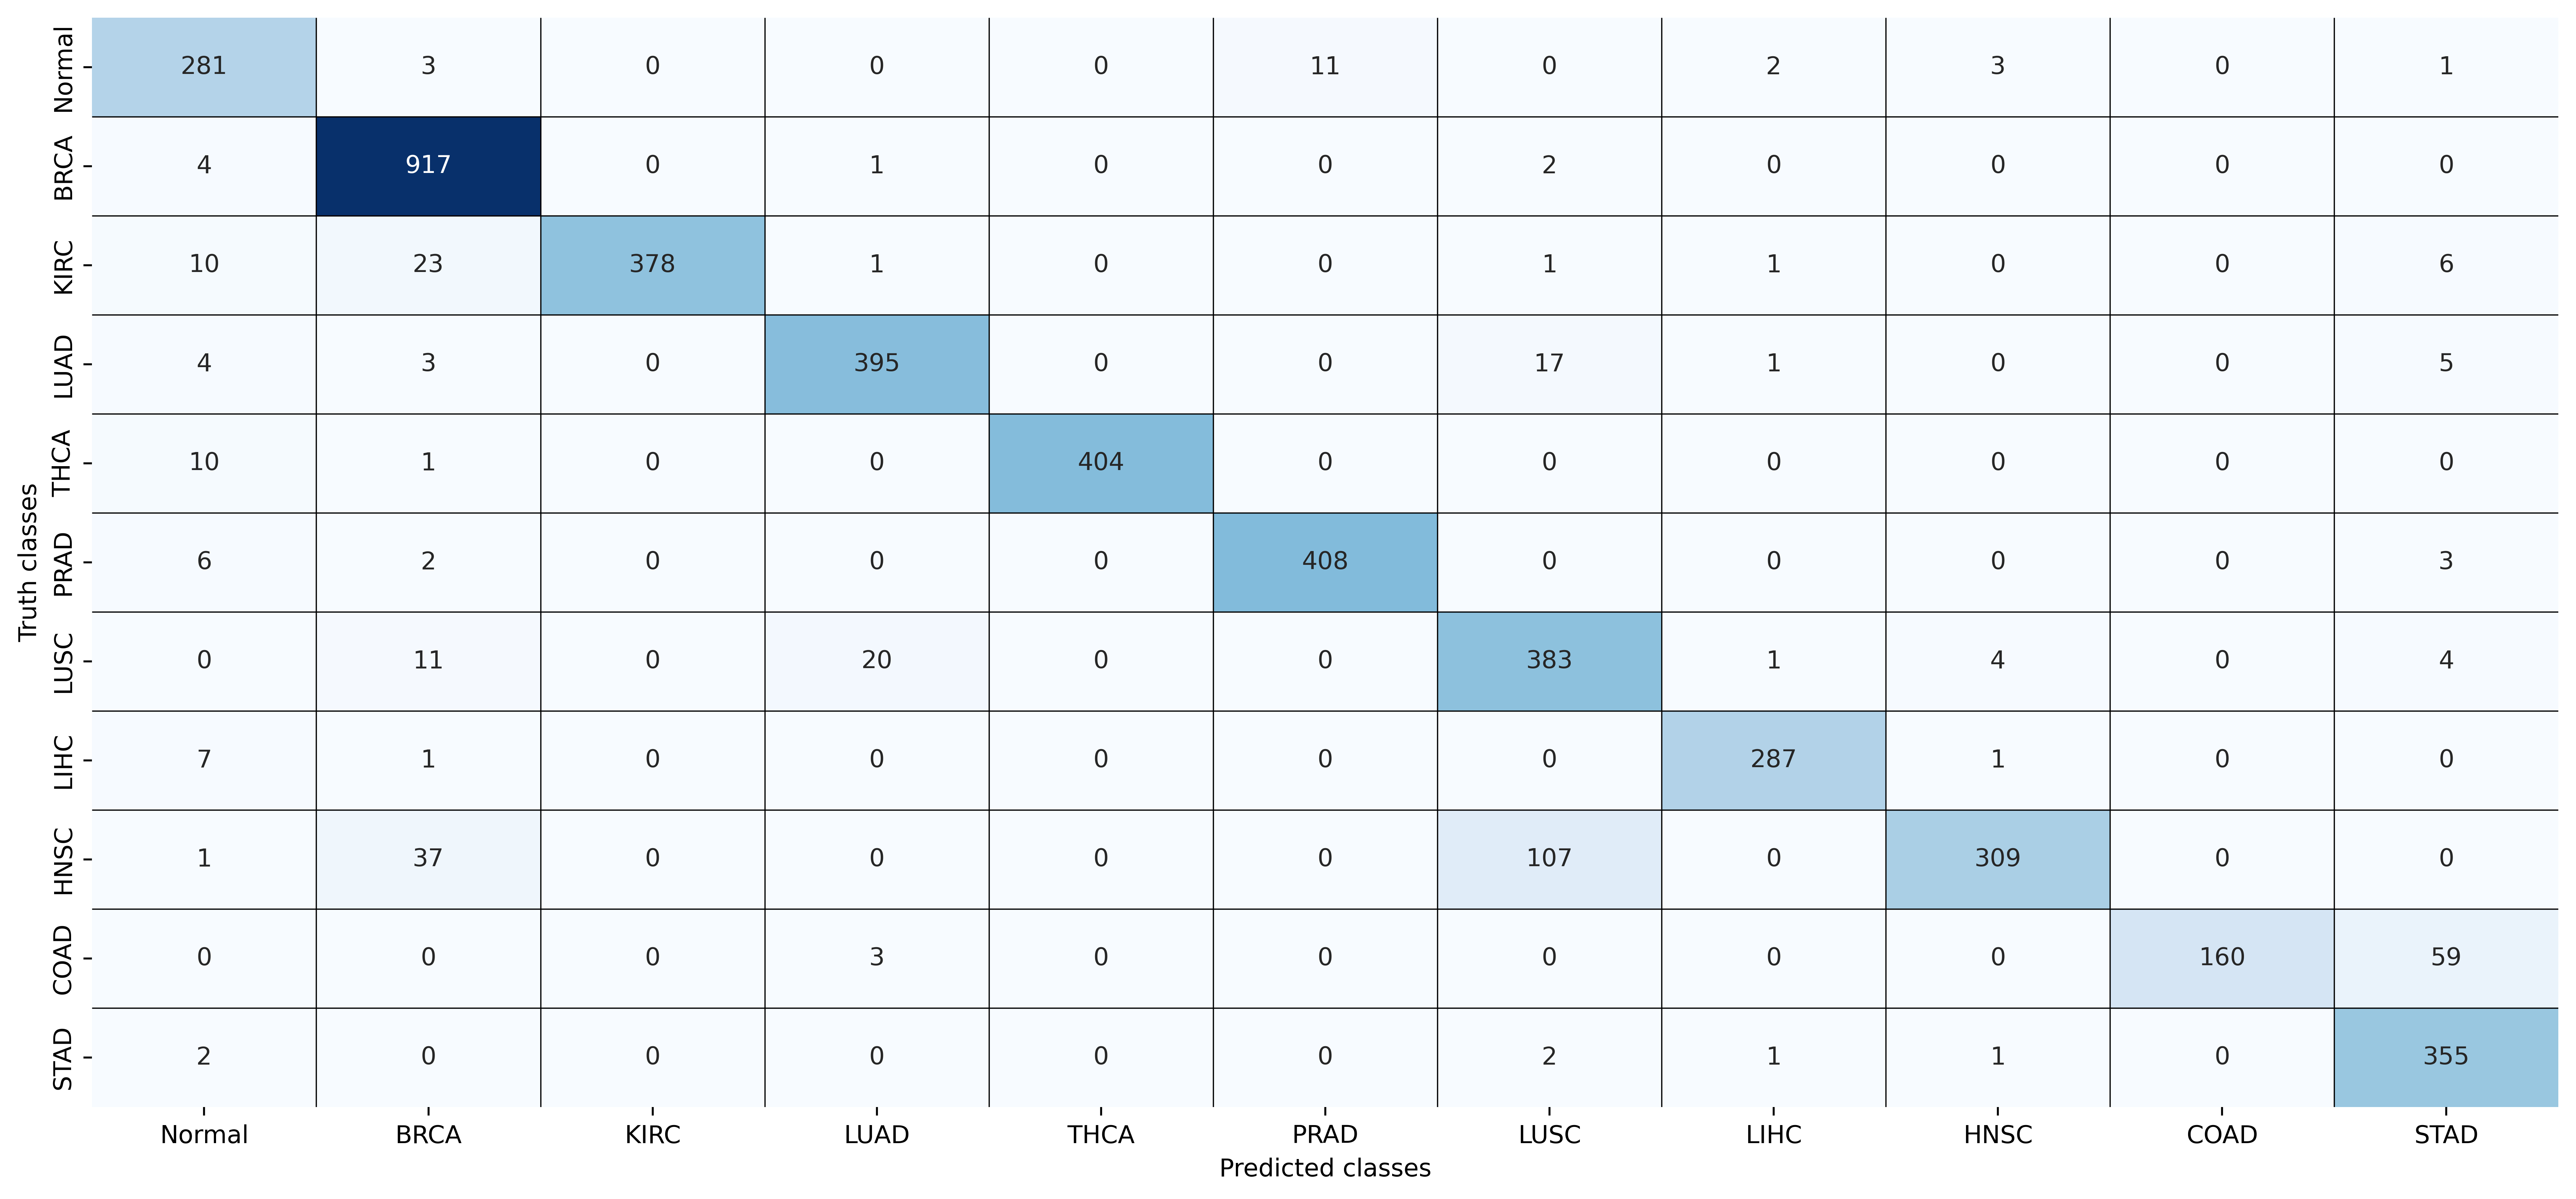 Truth classes
Normal 281 3 0 0 0 11 0 2 3 0 1
BRCA 4 917 0 1 0 0 2 0 0 0 0
KIRC 10 23 378 1 0 0 1 1 0 0 6
LUAD 4 3 0 395 0 0 17 1 0 0 5
THCA 10 1 0 0 404 0 0 0 0 0 0
PRAD 6 2 0 0 0 408 0 0 0 0 3
LUSC 0 11 0 20 0 0 383 1 4 0 4
LIHC 7 1 0 0 0 0 0 287 1 0 0
HNSC 1 37 0 0 0 0 107 0 309 0 0
COAD 0 0 0 3 0 0 0 0 0 160 59
STAD 2 0 0 0 0 0 2 1 1 0 355
Normal BRCA KIRC LUAD THCA PRAD LUSC LIHC HNSC COAD STAD
Predicted classes